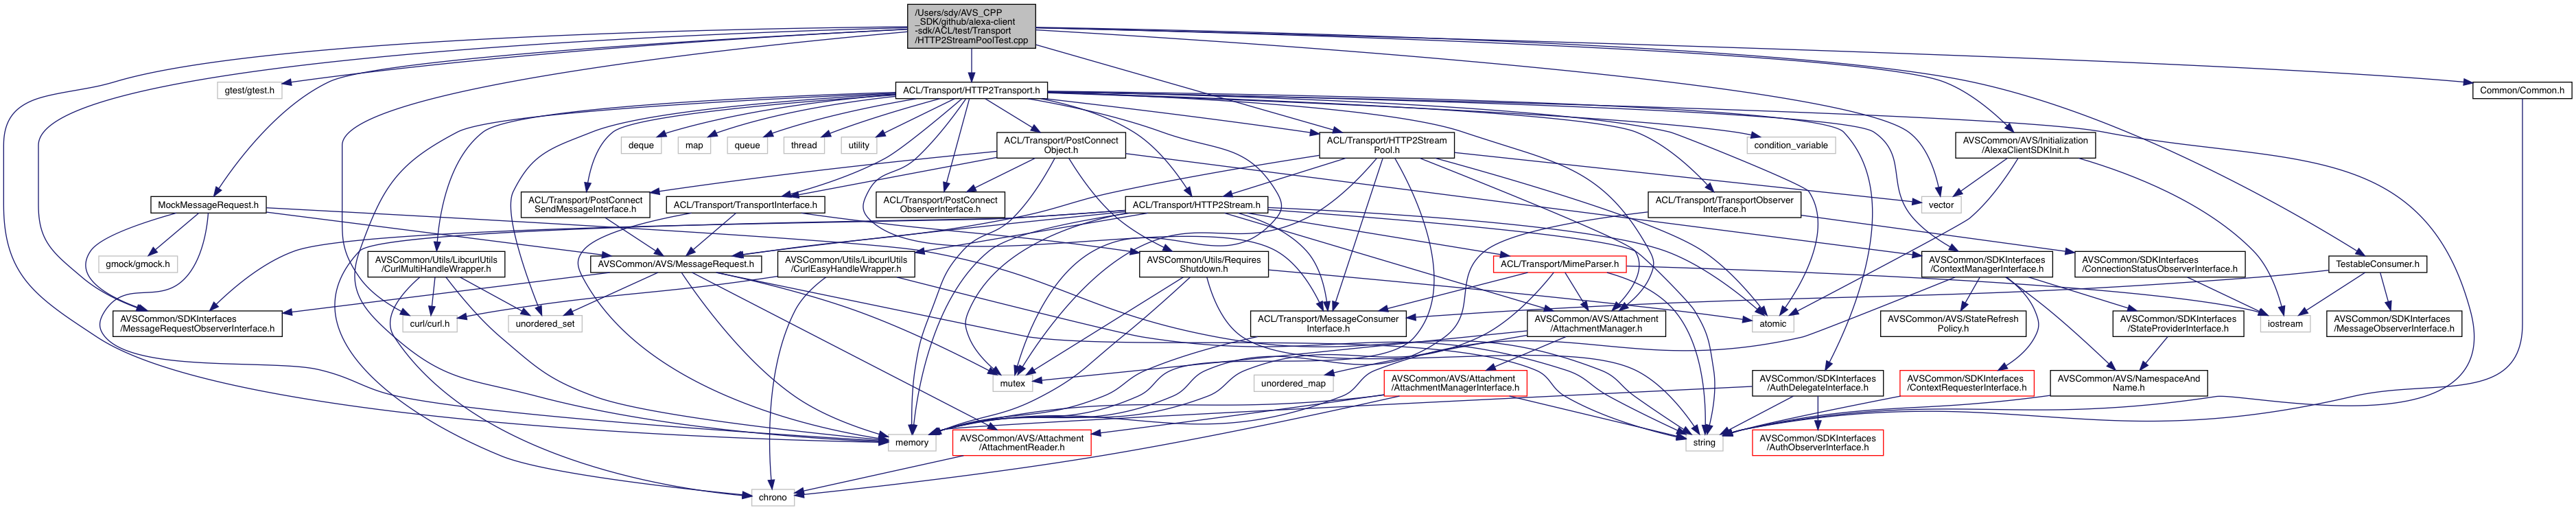 /Users/sdy/AVS_CPP
_SDK/github/alexa-client
-sdk/ACL/test/Transport
/HTTP2StreamPoolTest.cpp
gtest/gtest.h
ACL/Transport/HTTP2Transport.h
Common/Common.h
deque
map
queue
thread
utility
ACL/Transport/PostConnect
Object.h
ACL/Transport/HTTP2Stream
Pool.h
condition_variable
AVSCommon/AVS/Initialization
/AlexaClientSDKInit.h
MockMessageRequest.h
ACL/Transport/PostConnect
SendMessageInterface.h
ACL/Transport/TransportInterface.h
ACL/Transport/PostConnect
ObserverInterface.h
ACL/Transport/HTTP2Stream.h
ACL/Transport/TransportObserver
Interface.h
vector
gmock/gmock.h
AVSCommon/Utils/LibcurlUtils
/CurlMultiHandleWrapper.h
AVSCommon/AVS/MessageRequest.h
AVSCommon/Utils/LibcurlUtils
/CurlEasyHandleWrapper.h
AVSCommon/Utils/Requires
Shutdown.h
ACL/Transport/MimeParser.h
AVSCommon/SDKInterfaces
/ContextManagerInterface.h
AVSCommon/SDKInterfaces
/ConnectionStatusObserverInterface.h
TestableConsumer.h
AVSCommon/SDKInterfaces
/MessageRequestObserverInterface.h
curl/curl.h
unordered_set
ACL/Transport/MessageConsumer
Interface.h
AVSCommon/AVS/Attachment
/AttachmentManager.h
atomic
AVSCommon/AVS/StateRefresh
Policy.h
AVSCommon/SDKInterfaces
/StateProviderInterface.h
iostream
AVSCommon/SDKInterfaces
/MessageObserverInterface.h
mutex
unordered_map
AVSCommon/AVS/Attachment
/AttachmentManagerInterface.h
AVSCommon/SDKInterfaces
/AuthDelegateInterface.h
AVSCommon/SDKInterfaces
/ContextRequesterInterface.h
AVSCommon/AVS/NamespaceAnd
Name.h
memory
AVSCommon/AVS/Attachment
/AttachmentReader.h
string
AVSCommon/SDKInterfaces
/AuthObserverInterface.h
chrono